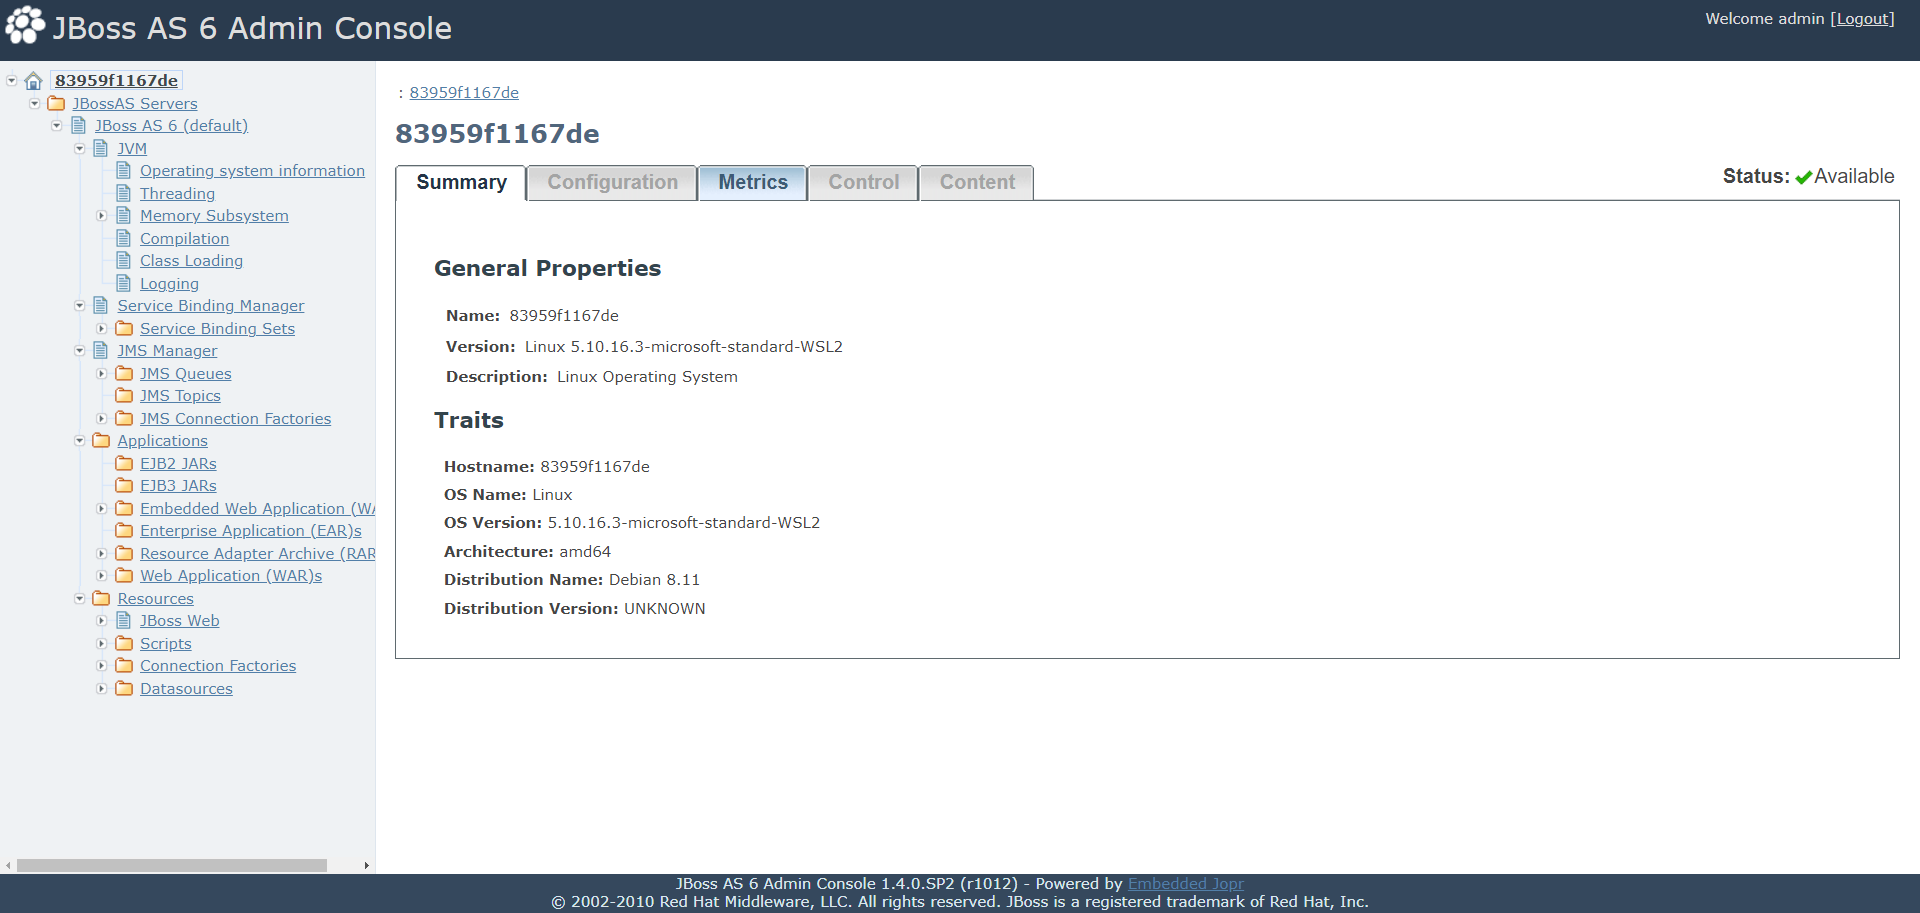 JBoss AS 6 Admin Console
Welcome admin [Logout]
83959f1167de
JBossAS Servers
JBoss AS 6 (default)
JVM
Operating system information
Threading
Memory Subsystem
Compilation
Class Loading
Logging
Service Binding Manager
Service Binding Sets
JMS Manager
JMS Queues
JMS Topics
JMS Connection Factories
Applications
EJB2 JARs
EJB3 JARs
Embedded Web Application (WA
Enterprise Application (EAR)s
Resource Adapter Archive (RAR
Web Application (WAR)s
Resources
JBoss Web
Scripts
Connection Factories
Datasources
: 83959f1167de
83959f1167de
Summary Configuration Metrics Control Content
Status: Available
General Properties
Name: 83959f1167de
Version: Linux 5.10.16.3-microsoft-standard-WSL2
Description: Linux Operating System
Traits
Hostname: 83959f1167de
OS Name: Linux
OS Version: 5.10.16.3-microsoft-standard-WSL2
Architecture: amd64
Distribution Name: Debian 8.11
Distribution Version: UNKNOWN
JBoss AS 6 Admin Console 1.4.0.SP2 (r1012) - Powered by Embedded Jopr
© 2002-2010 Red Hat Middleware, LLC. All rights reserved. JBoss is a registered trademark of Red Hat, Inc.